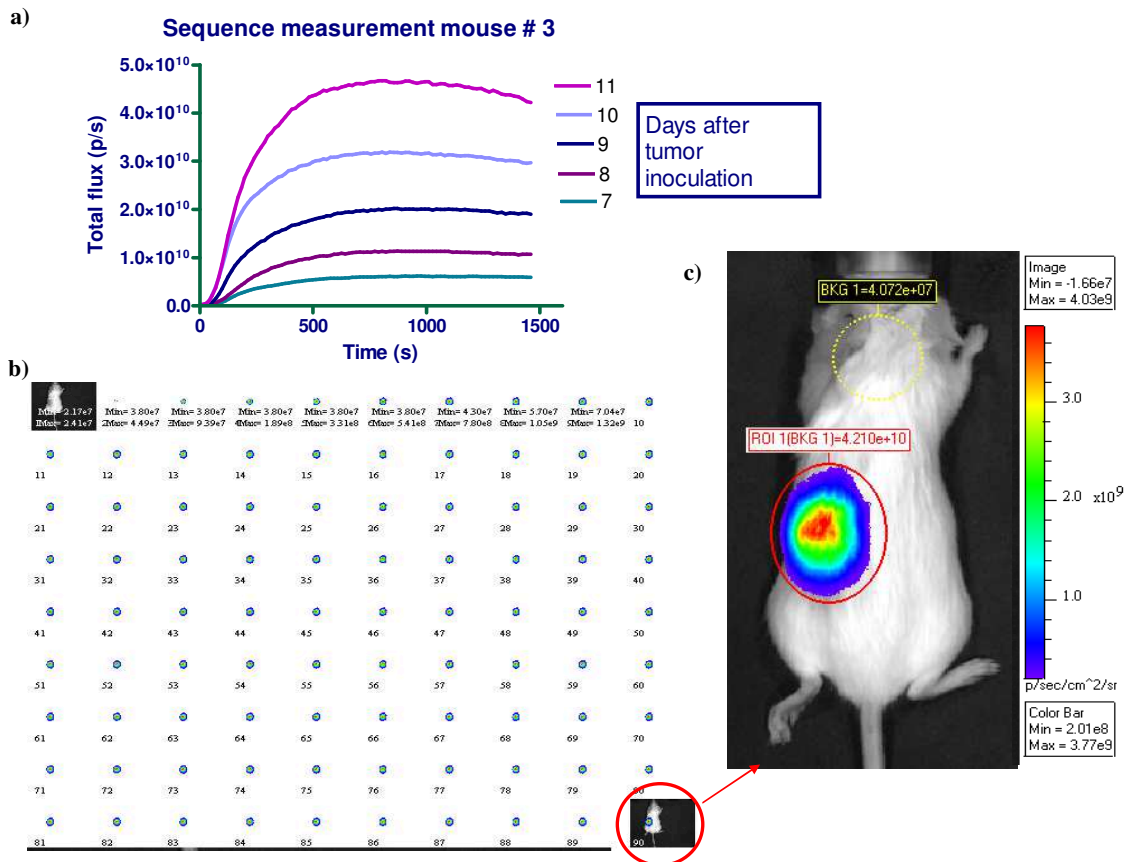 a)
Sequence measurement mouse # 3
5.0×10¹⁰
4.0×10¹⁰
3.0×10¹⁰
2.0×10¹⁰
1.0×10¹⁰
0.0
Total flux (p/s)
0 500 1000 1500
Time (s)
11
10
9
8
7
Days after
tumor
inoculation
b)
Min= 2.17e7 Min= 3.80e7 Min= 3.80e7 Min= 3.80e7 Min= 3.80e7 Min= 3.80e7 Min= 4.30e7 Min= 5.70e7 Min= 7.04e7
1 Max= 2.41e7 2 Max= 4.49e7 3 Max= 9.39e7 4 Max= 1.89e8 5 Max= 3.31e8 6 Max= 5.41e8 7 Max= 7.80e8 8 Max= 1.05e9 9 Max= 1.32e9 10
11 12 13 14 15 16 17 18 19 20
21 22 23 24 25 26 27 28 29 30
31 32 33 34 35 36 37 38 39 40
41 42 43 44 45 46 47 48 49 50
51 52 53 54 55 56 57 58 59 60
61 62 63 64 65 66 67 68 69 70
71 72 73 74 75 76 77 78 79
81 82 83 84 85 86 87 88 89 90
c)
BKG 1=4.072e+07
ROI 1(BKG 1)=4.210e+10
Image
Min = -1.66e7
Max = 4.03e9
3.0
2.0 x10⁹
1.0
p/sec/cm^2/sr
Color Bar
Min = 2.01e8
Max = 3.77e9